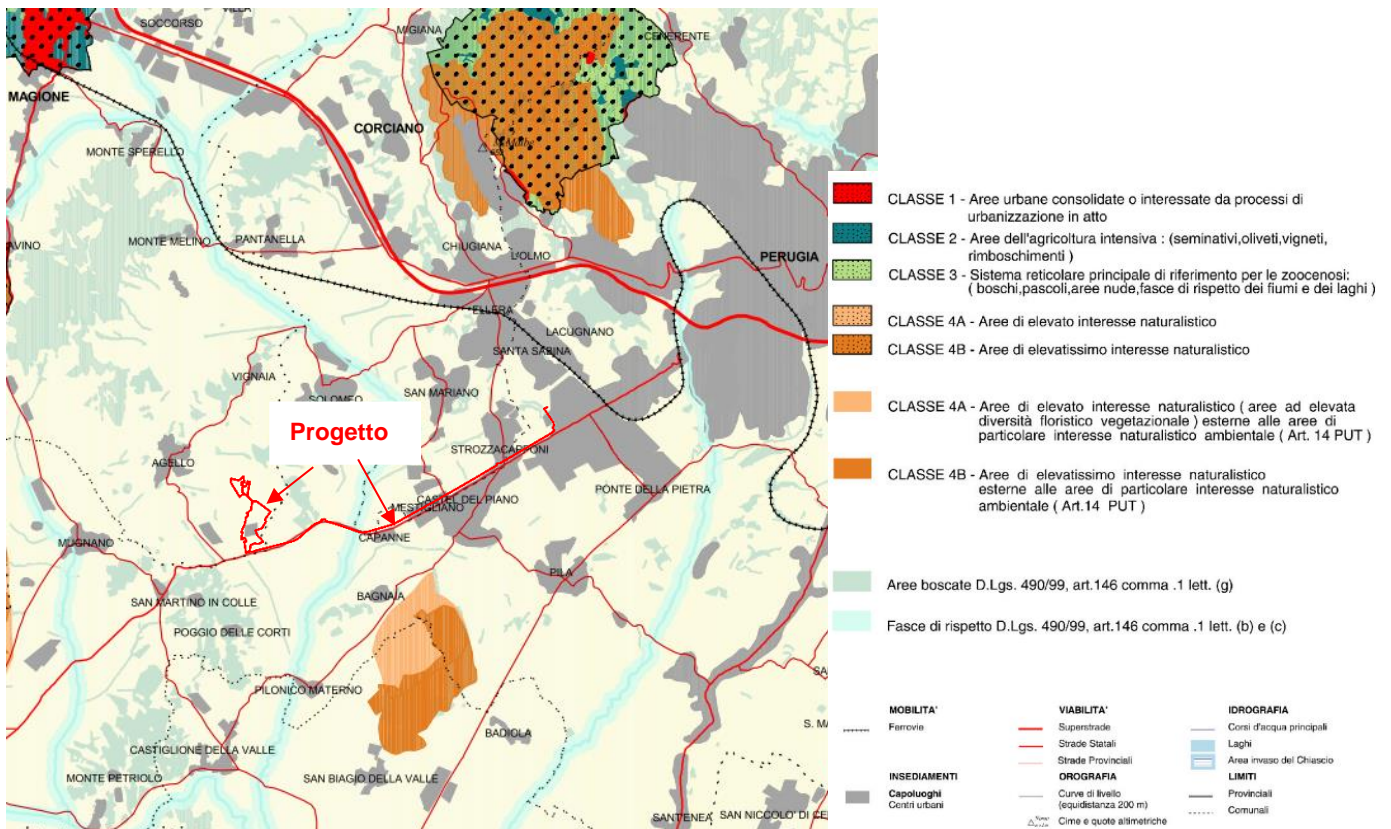 SOCCORSO
MIGIANA
CENERENTE
MAGIONE
CORCIANO
MONTE SPERELLO
AVINO
MONTE MELINO
PANTANELLA
CHIUGIANA
L'OLMO
PERUGIA
ELLERA
LACUGNANO
SANTA SABINA
VIGNAIA
SOLOMEO
SAN MARIANO
Progetto
STROZZACAPPONI
AGELLO
CASTEL DEL PIANO
PONTE DELLA PIETRA
MESTIGLIANO
MUGNANO
CAPANNE
PILA
BAGNAIA
SAN MARTINO IN COLLE
POGGIO DELLE CORTI
PILONICO MATERNO
BADIOLA
S. MA
CASTIGLIONE DELLA VALLE
MONTE PETRIOLO
SAN BIAGIO DELLA VALLE
SANT'ENEA
SAN NICCOLO' DI CE
CLASSE 1 - Aree urbane consolidate o interessate da processi di
urbanizzazione in atto
CLASSE 2 - Aree dell'agricoltura intensiva : (seminativi,oliveti,vigneti,
rimboschimenti )
CLASSE 3 - Sistema reticolare principale di riferimento per le zoocenosi:
( boschi,pascoli,aree nude,fasce di rispetto dei fiumi e dei laghi )
CLASSE 4A - Aree di elevato interesse naturalistico
CLASSE 4B - Aree di elevatissimo interesse naturalistico
CLASSE 4A - Aree di elevato interesse naturalistico ( aree ad elevata
diversità floristico vegetazionale ) esterne alle aree di
particolare interesse naturalistico ambientale ( Art. 14 PUT )
CLASSE 4B - Aree di elevatissimo interesse naturalistico
esterne alle aree di particolare interesse naturalistico
ambientale ( Art.14 PUT )
Aree boscate D.Lgs. 490/99, art.146 comma .1 lett. (g)
Fasce di rispetto D.Lgs. 490/99, art.146 comma .1 lett. (b) e (c)
MOBILITA'
Ferrovie
INSEDIAMENTI
Capoluoghi
Centri urbani
VIABILITA'
Superstrade
Strade Statali
Strade Provinciali
OROGRAFIA
Curve di livello
(equidistanza 200 m)
Cime e quote altimetriche
IDROGRAFIA
Corsi d'acqua principali
Laghi
Area invaso del Chiascio
LIMITI
Provinciali
Comunali